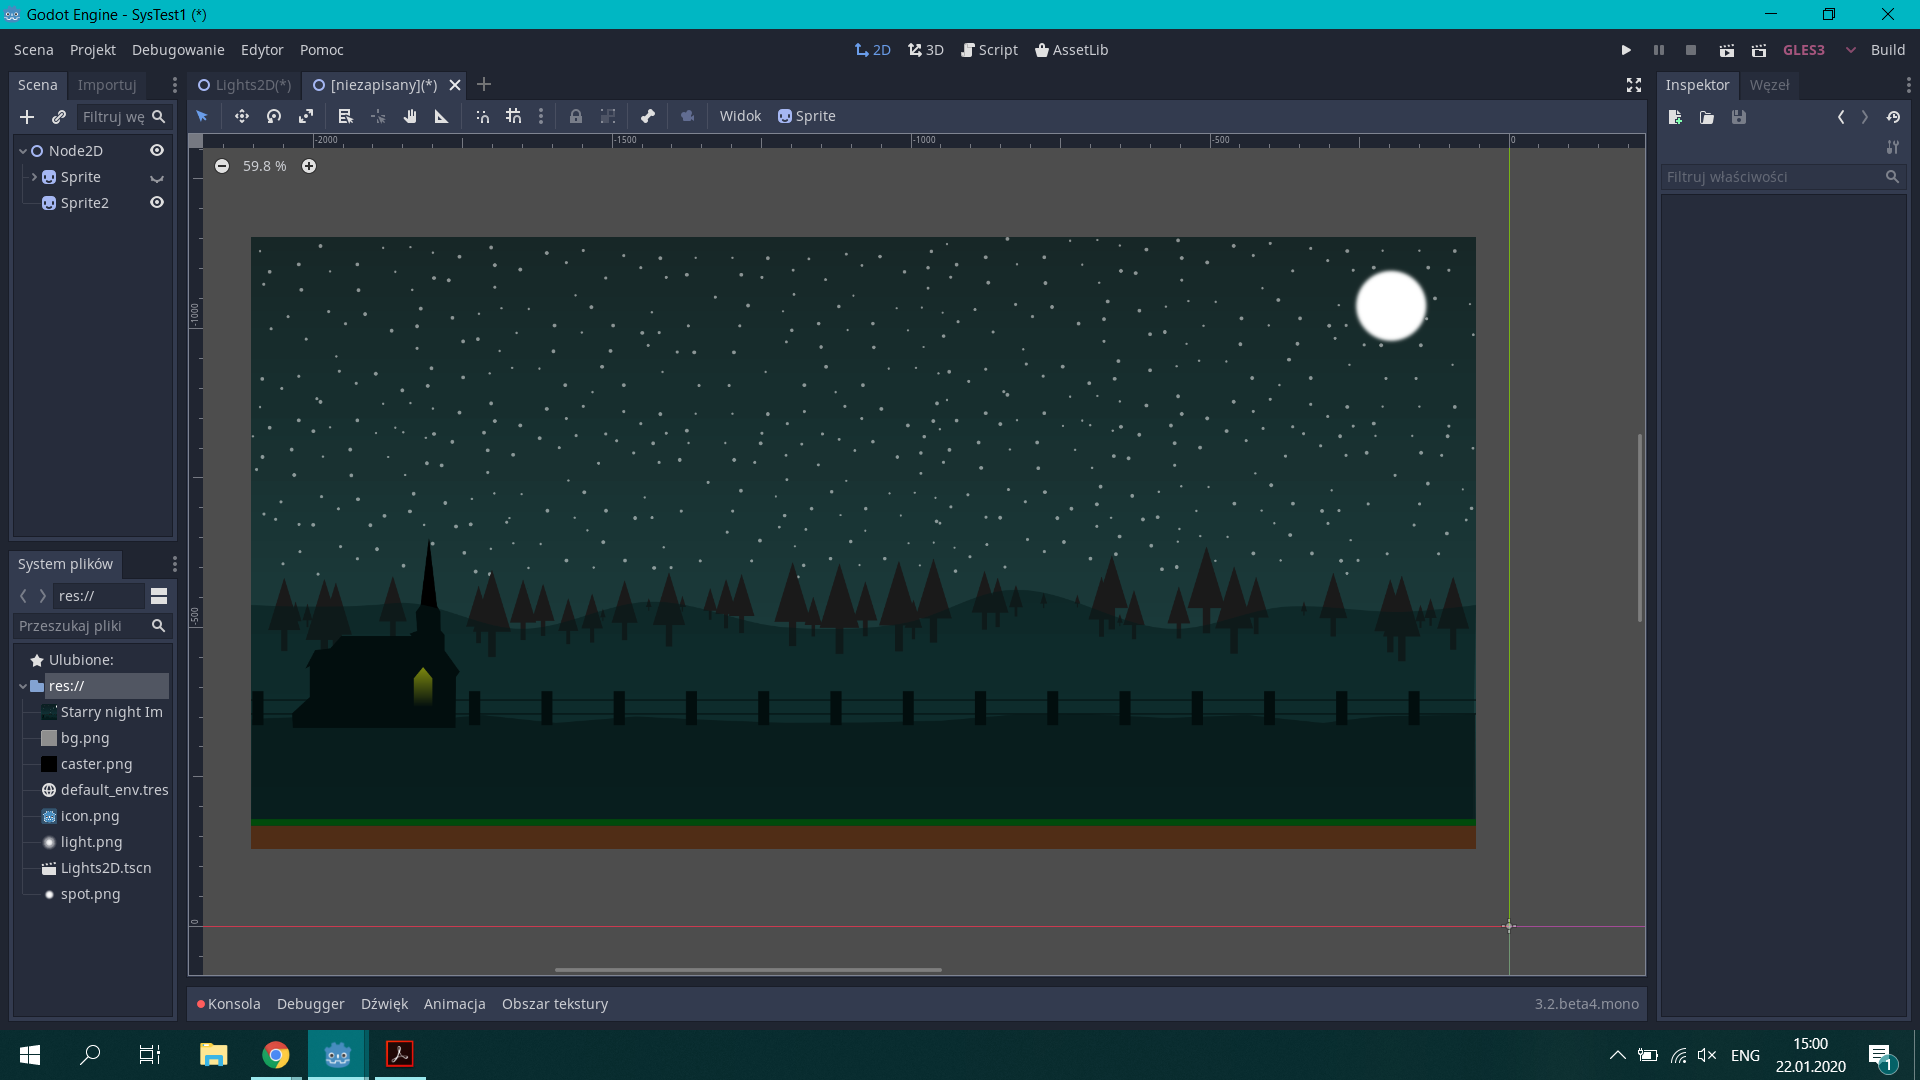 Godot Engine - SysTest1 (*)
Scena Projekt Debugowanie Edytor Pomoc
2D 3D Script AssetLib
GLES3 Build
Scena Importuj
Lights2D(*) [niezapisany](*)
Inspektor Węzeł
Filtruj wę
Widok Sprite
-2000 -1500 -1000 -500 0
59.8 %
Node2D
Sprite
Sprite2
Filtruj właściwości
-1000
-500
0
System plików
res://
Przeszukaj pliki
Ulubione:
res://
Starry night Im
bg.png
caster.png
default_env.tres
icon.png
light.png
Lights2D.tscn
spot.png
Konsola Debugger Dźwięk Animacja Obszar tekstury
3.2.beta4.mono
ENG
15:00
22.01.2020
1